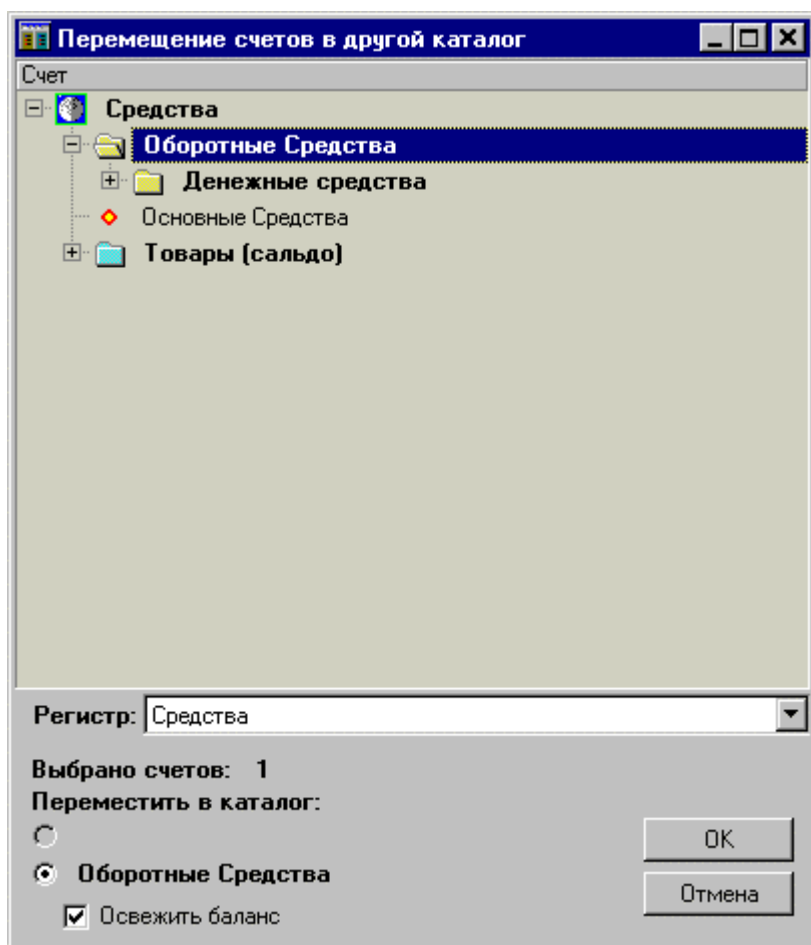 Перемещение счетов в другой каталог
Счет
Средства
Оборотные Средства
Денежные средства
Основные Средства
Товары (сальдо)
Регистр: Средства
Выбрано счетов: 1
Переместить в каталог:
OK
Оборотные Средства
Отмена
Освежить баланс